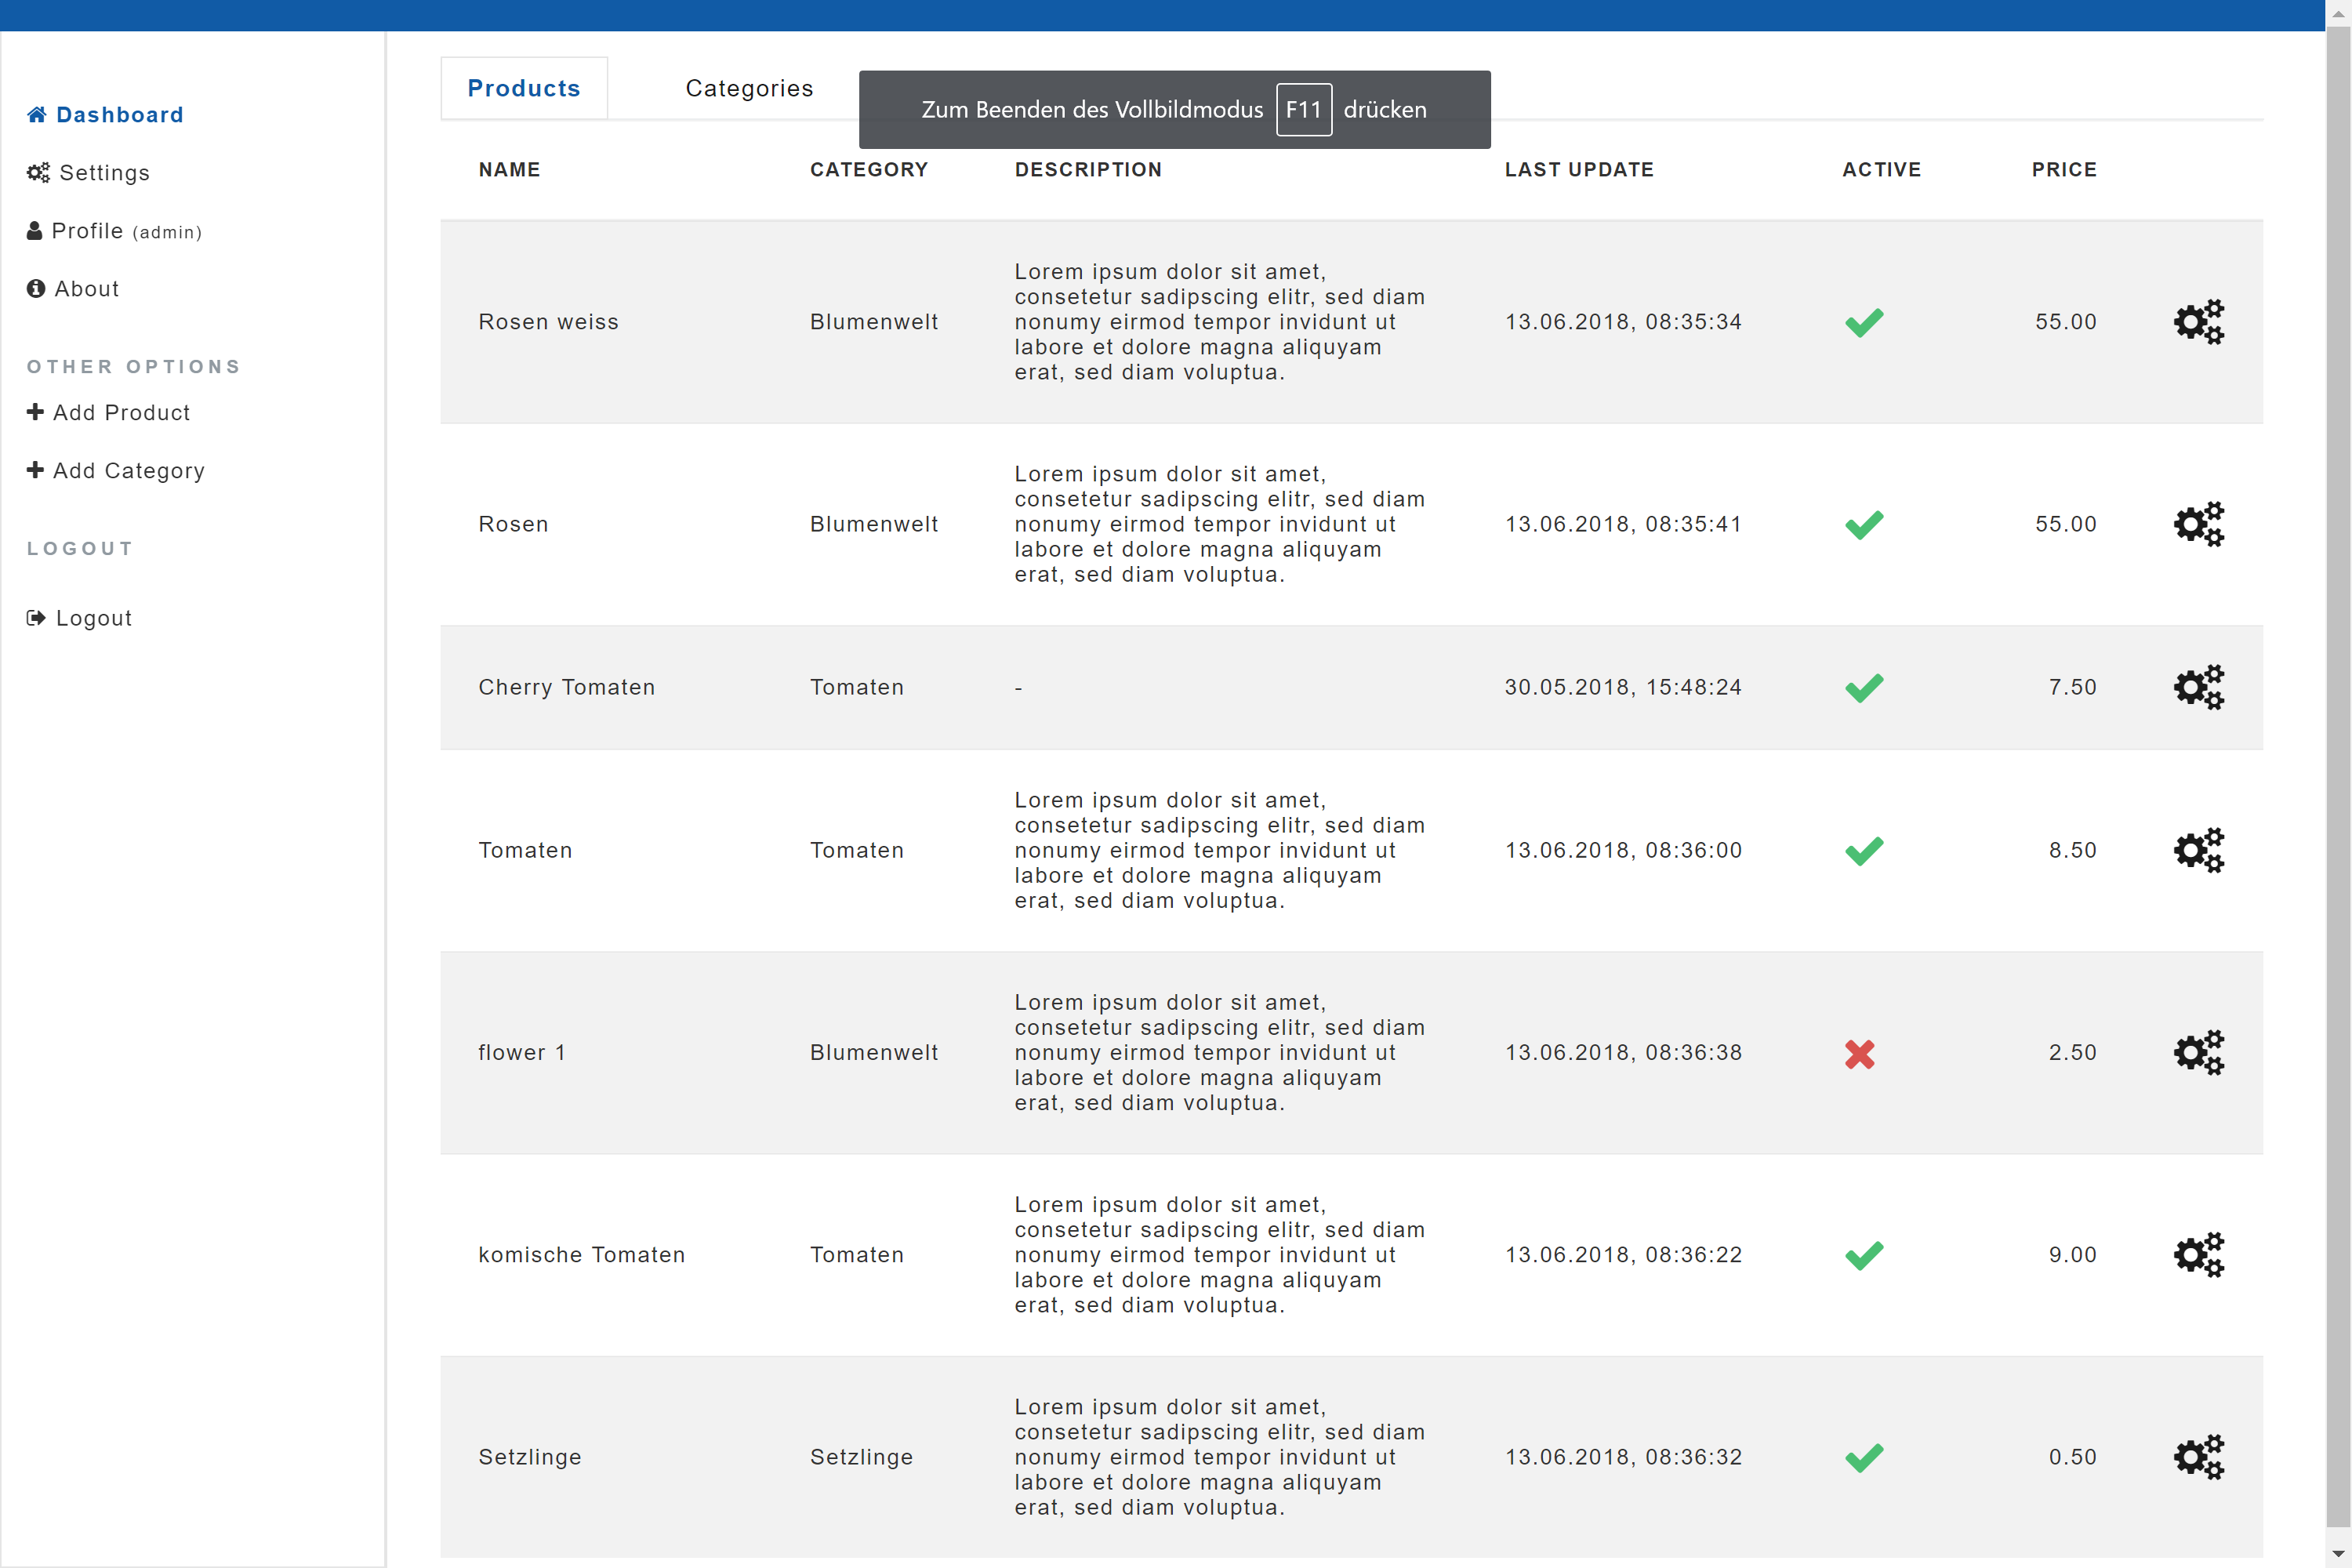 Dashboard
Settings
Profile (admin)
About
OTHER OPTIONS
Add Product
Add Category
LOGOUT
Logout
Products Categories
Zum Beenden des Vollbildmodus F11 drücken
NAME CATEGORY DESCRIPTION LAST UPDATE ACTIVE PRICE
Lorem ipsum dolor sit amet,
consetetur sadipscing elitr, sed diam
Rosen weiss Blumenwelt nonumy eirmod tempor invidunt ut 13.06.2018, 08:35:34 55.00
labore et dolore magna aliquyam
erat, sed diam voluptua.
Lorem ipsum dolor sit amet,
consetetur sadipscing elitr, sed diam
Rosen Blumenwelt nonumy eirmod tempor invidunt ut 13.06.2018, 08:35:41 55.00
labore et dolore magna aliquyam
erat, sed diam voluptua.
Cherry Tomaten Tomaten - 30.05.2018, 15:48:24 7.50
Lorem ipsum dolor sit amet,
consetetur sadipscing elitr, sed diam
Tomaten Tomaten nonumy eirmod tempor invidunt ut 13.06.2018, 08:36:00 8.50
labore et dolore magna aliquyam
erat, sed diam voluptua.
Lorem ipsum dolor sit amet,
consetetur sadipscing elitr, sed diam
flower 1 Blumenwelt nonumy eirmod tempor invidunt ut 13.06.2018, 08:36:38 2.50
labore et dolore magna aliquyam
erat, sed diam voluptua.
Lorem ipsum dolor sit amet,
consetetur sadipscing elitr, sed diam
komische Tomaten Tomaten nonumy eirmod tempor invidunt ut 13.06.2018, 08:36:22 9.00
labore et dolore magna aliquyam
erat, sed diam voluptua.
Lorem ipsum dolor sit amet,
consetetur sadipscing elitr, sed diam
Setzlinge Setzlinge nonumy eirmod tempor invidunt ut 13.06.2018, 08:36:32 0.50
labore et dolore magna aliquyam
erat, sed diam voluptua.